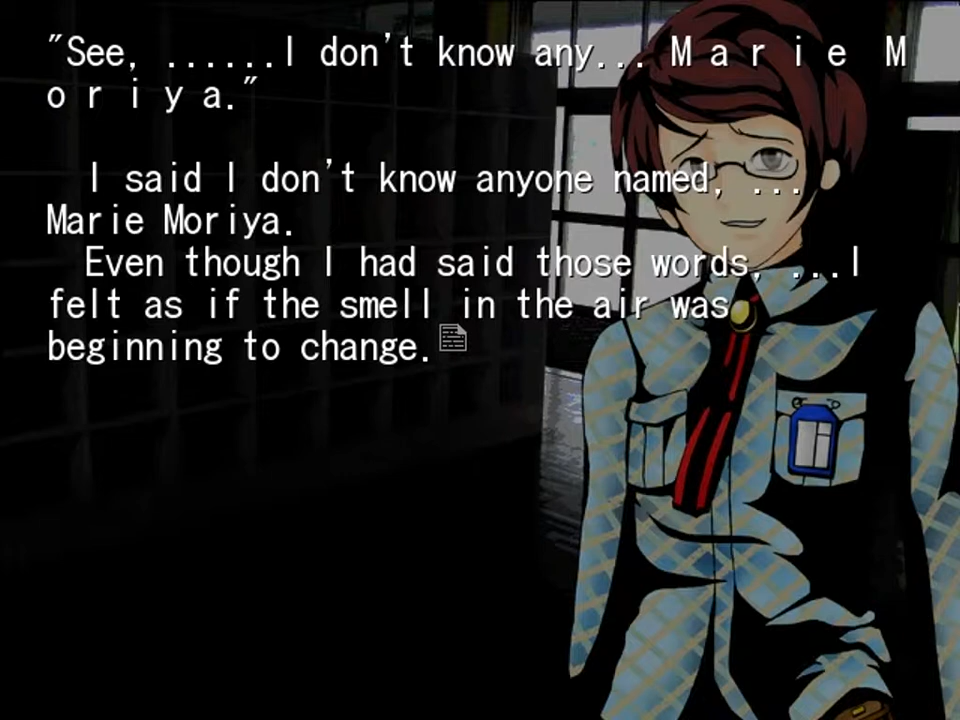 "See, ......I don't know any... M a r i e  M
o r i y a."
I said I don't know anyone named, ...
Marie Moriya.
Even though I had said those words, ...I
felt as if the smell in the air was
beginning to change.